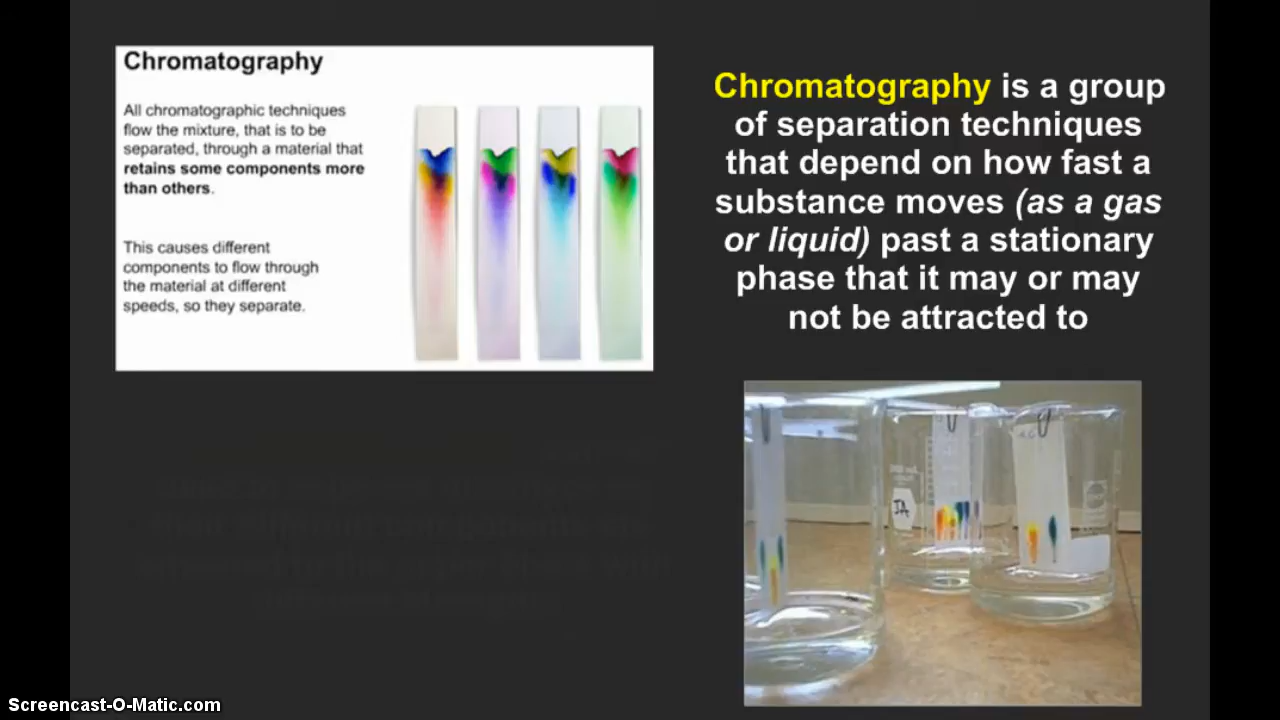 Chromatography
All chromatographic techniques
flow the mixture, that is to be
separated, through a material that
retains some components more
than others.
This causes different
components to flow through
the material at different
speeds, so they separate.
Chromatography is a group
of separation techniques
that depend on how fast a
substance moves (as a gas
or liquid) past a stationary
phase that it may or may
not be attracted to
JA
Screencast-O-Matic.com